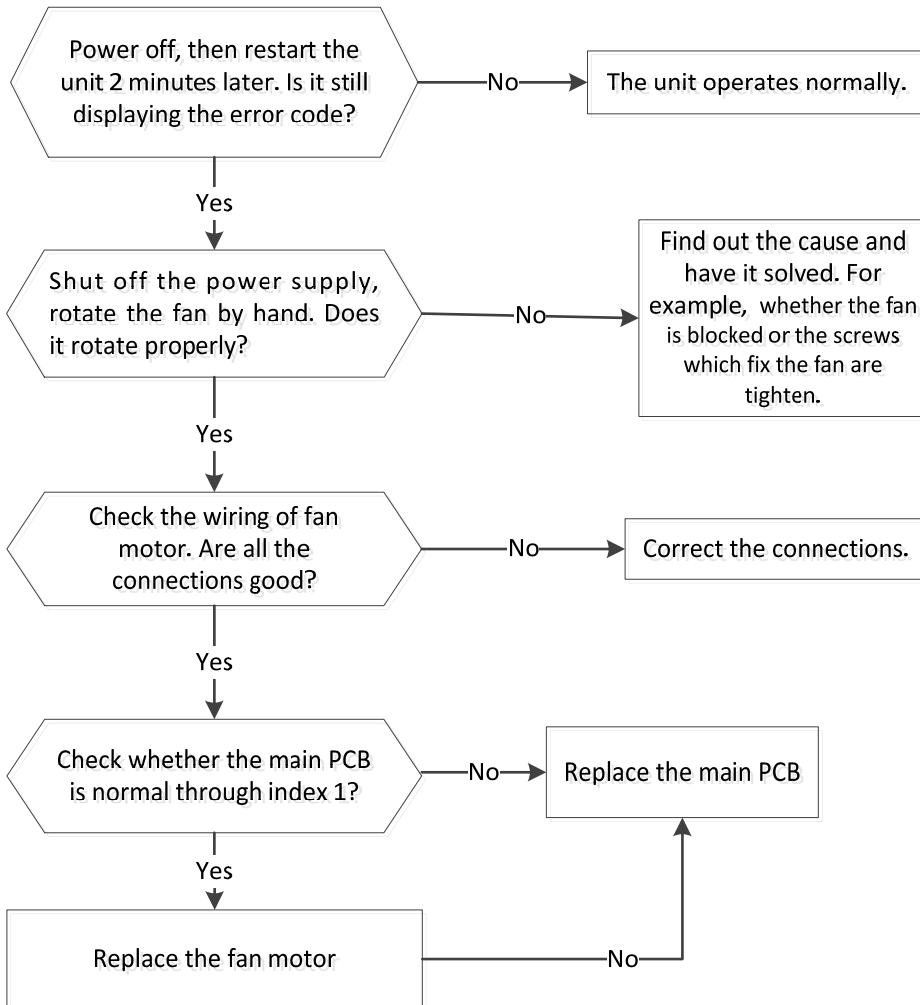 Power off, then restart the
unit 2 minutes later. Is it still
displaying the error code?
No
The unit operates normally.
Yes
Shut off the power supply,
rotate the fan by hand. Does
it rotate properly?
No
Find out the cause and
have it solved. For
example, whether the fan
is blocked or the screws
which fix the fan are
tighten.
Yes
Check the wiring of fan
motor. Are all the
connections good?
No
Correct the connections.
Yes
Check whether the main PCB
is normal through index 1?
No
Replace the main PCB
Yes
Replace the fan motor
No